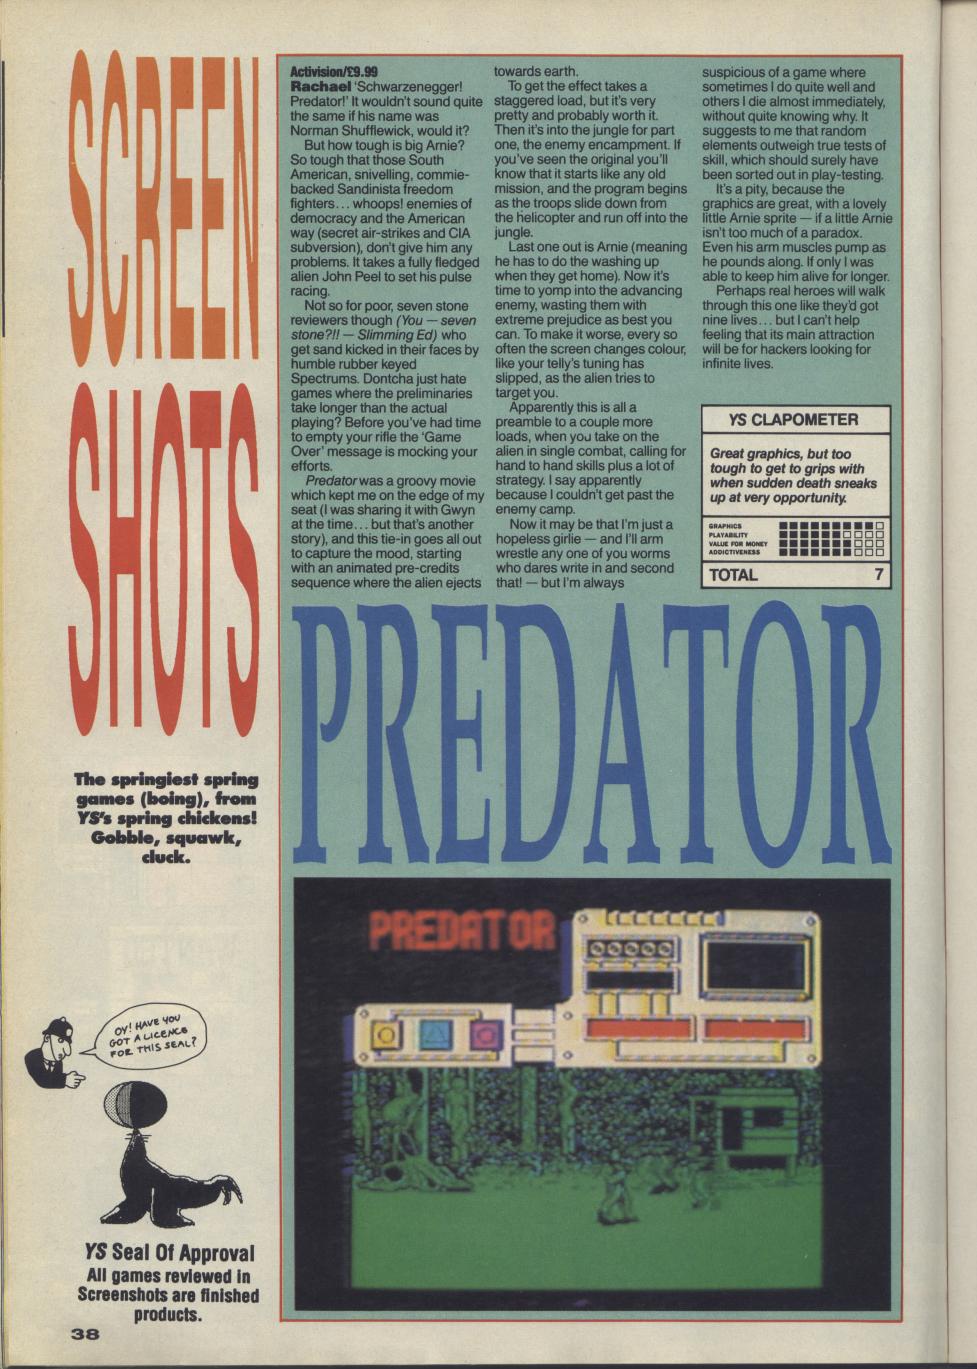 SCREEN
SHOTS
The springiest spring
games (boing), from
YS's spring chickens!
Gobble, squawk,
cluck.
OY! HAVE YOU
GOT A LICENCE
FOR THIS SEAL?
YS Seal Of Approval
All games reviewed in
Screenshots are finished
products.
38
Activision/£9.99
Rachael 'Schwarzenegger!
Predator!' It wouldn't sound quite
the same if his name was
Norman Shufflewick, would it?
But how tough is big Arnie?
So tough that those South
American, snivelling, commie-
backed Sandinista freedom
fighters... whoops! enemies of
democracy and the American
way (secret air-strikes and CIA
subversion), don't give him any
problems. It takes a fully fledged
alien John Peel to set his pulse
racing.
Not so for poor, seven stone
reviewers though (You — seven
stone?!! — Slimming Ed) who
get sand kicked in their faces by
humble rubber keyed
Spectrums. Dontcha just hate
games where the preliminaries
take longer than the actual
playing? Before you've had time
to empty your rifle the 'Game
Over' message is mocking your
efforts.
Predator was a groovy movie
which kept me on the edge of my
seat (I was sharing it with Gwyn
at the time... but that's another
story), and this tie-in goes all out
to capture the mood, starting
with an animated pre-credits
sequence where the alien ejects
towards earth.
To get the effect takes a
staggered load, but it's very
pretty and probably worth it.
Then it's into the jungle for part
one, the enemy encampment. If
you've seen the original you'll
know that it starts like any old
mission, and the program begins
as the troops slide down from
the helicopter and run off into the
jungle.
Last one out is Arnie (meaning
he has to do the washing up
when they get home). Now it's
time to yomp into the advancing
enemy, wasting them with
extreme prejudice as best you
can. To make it worse, every so
often the screen changes colour,
like your telly's tuning has
slipped, as the alien tries to
target you.
Apparently this is all a
preamble to a couple more
loads, when you take on the
alien in single combat, calling for
hand to hand skills plus a lot of
strategy. I say apparently
because I couldn't get past the
enemy camp.
Now it may be that I'm just a
hopeless girlie — and I'll arm
wrestle any one of you worms
who dares write in and second
that! — but I'm always
suspicious of a game where
sometimes I do quite well and
others I die almost immediately,
without quite knowing why. It
suggests to me that random
elements outweigh true tests of
skill, which should surely have
been sorted out in play-testing.
It's a pity, because the
graphics are great, with a lovely
little Arnie sprite — if a little Arnie
isn't too much of a paradox.
Even his arm muscles pump as
he pounds along. If only I was
able to keep him alive for longer.
Perhaps real heroes will walk
through this one like they'd got
nine lives... but I can't help
feeling that its main attraction
will be for hackers looking for
infinite lives.
YS CLAPOMETER
Great graphics, but too
tough to get to grips with
when sudden death sneaks
up at very opportunity.
GRAPHICS
PLAYABILITY
VALUE FOR MONEY
ADDICTIVENESS
TOTAL 7
PREDATOR
PREDATOR